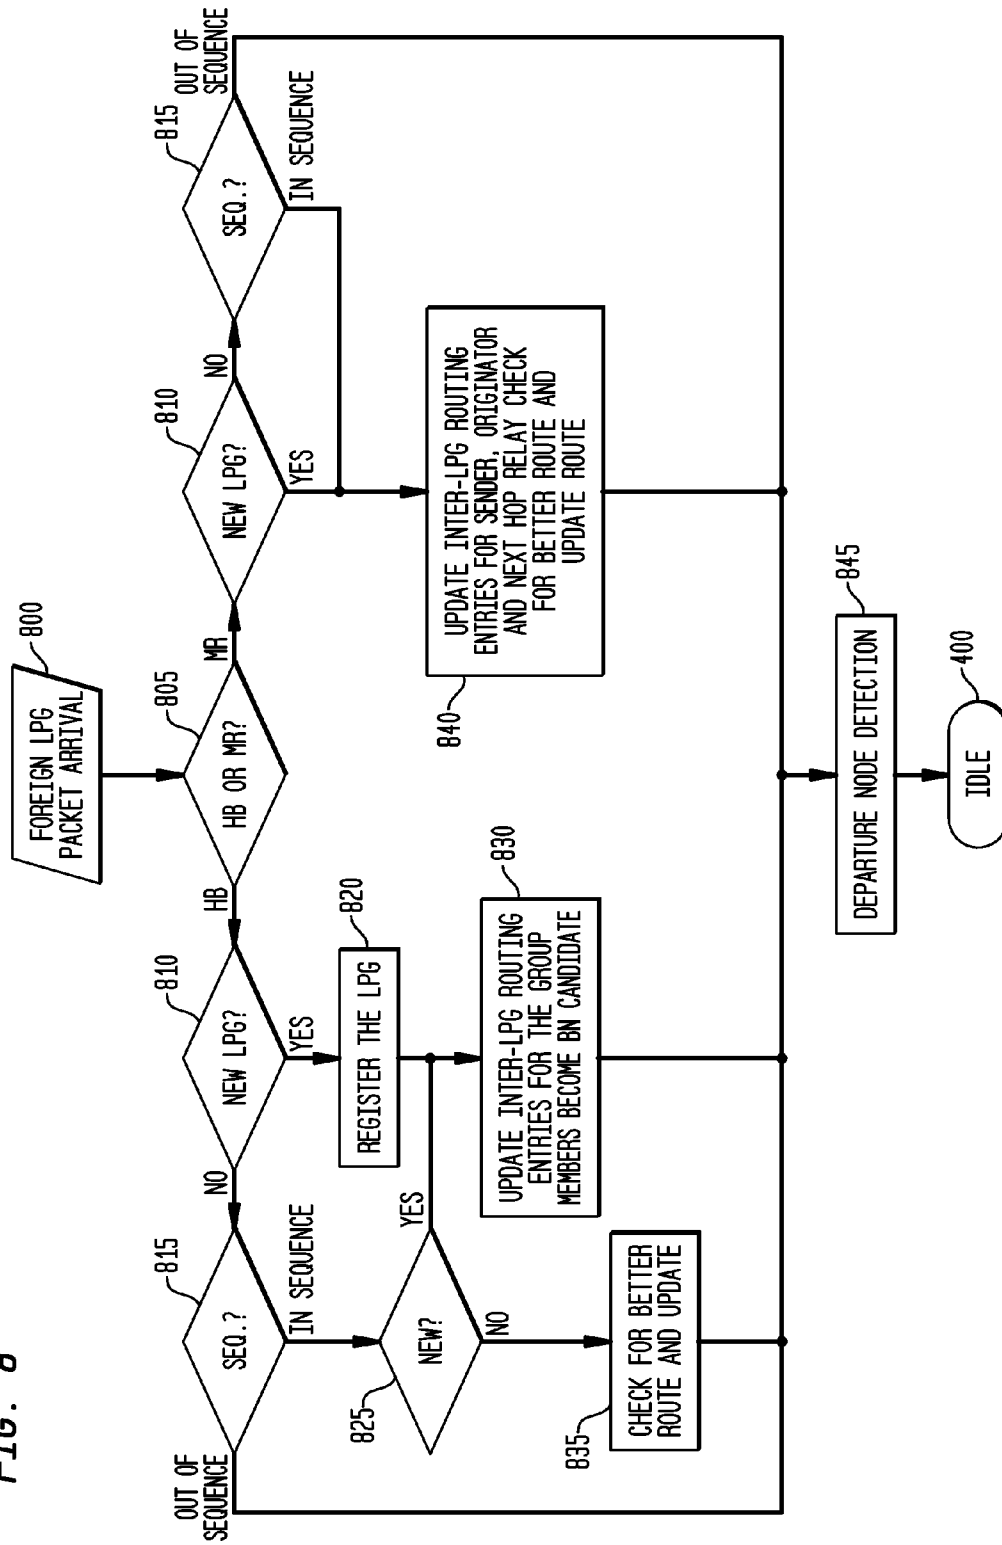 FIG. 8
FOREIGN LPG
PACKET ARRIVAL
800
HB OR MR?
805
HB
MR
NEW LPG?
810
NO
YES
NEW LPG?
810
NO
YES
SEQ.?
815
OUT OF
SEQUENCE
IN SEQUENCE
SEQ.?
815
OUT OF
SEQUENCE
IN SEQUENCE
REGISTER THE LPG
820
NEW?
825
YES
NO
UPDATE INTER-LPG ROUTING
ENTRIES FOR THE GROUP
MEMBERS BECOME BN CANDIDATE
830
UPDATE INTER-LPG ROUTING
ENTRIES FOR SENDER, ORIGINATOR
AND NEXT HOP RELAY CHECK
FOR BETTER ROUTE AND
UPDATE ROUTE
840
CHECK FOR BETTER
ROUTE AND UPDATE
835
DEPARTURE NODE DETECTION
845
IDLE
400